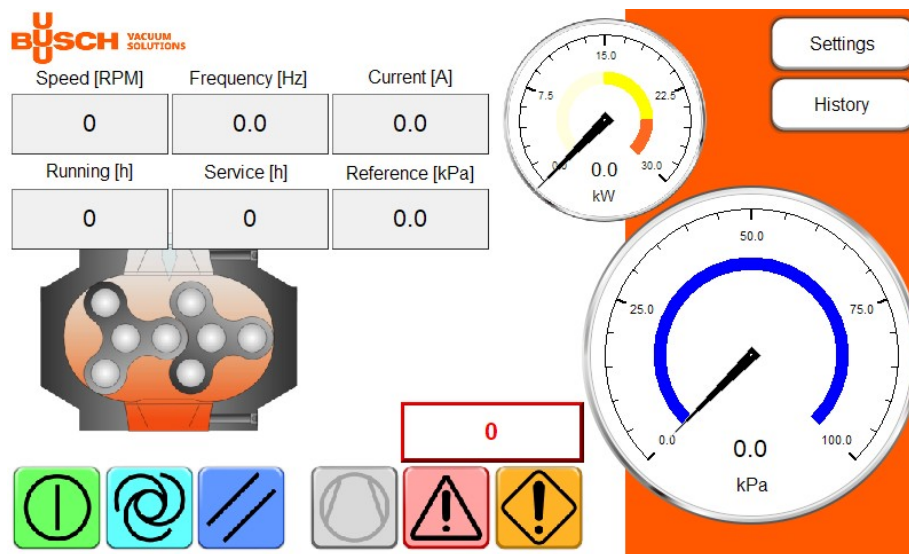 BUSCH VACUUM SOLUTIONS
Speed [RPM] Frequency [Hz] Current [A]
0 0.0 0.0
Running [h] Service [h] Reference [kPa]
0 0 0.0
15.0
7.5 22.5
0.0 30.0
0.0
kW
Settings
History
50.0
25.0 75.0
0.0 100.0
0.0
kPa
0